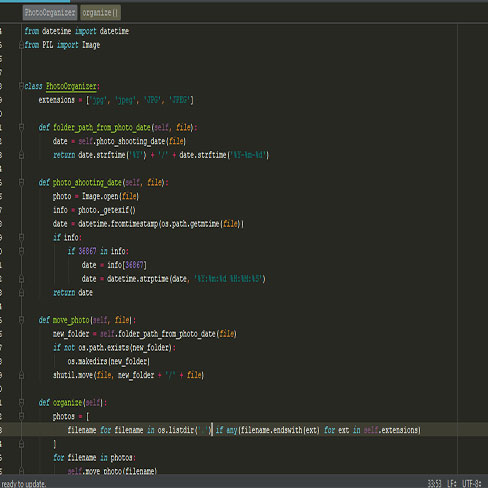 PhotoOrganizer organize()
from datetime import datetime
from PIL import Image
class PhotoOrganizer:
extensions = ['jpg', 'jpeg', 'JPG', 'JPEG']
def folder_path_from_photo_date(self, file):
date = self.photo_shooting_date(file)
return date.strftime('%Y') + '/' + date.strftime('%Y-%m-%d')
def photo_shooting_date(self, file):
photo = Image.open(file)
info = photo._getexif()
date = datetime.fromtimestamp(os.path.getmtime(file))
if info:
if 36867 in info:
date = info[36867]
date = datetime.strptime(date, '%Y:%m:%d %H:%M:%S')
return date
def move_photo(self, file):
new_folder = self.folder_path_from_photo_date(file)
if not os.path.exists(new_folder):
os.makedirs(new_folder)
shutil.move(file, new_folder + '/' + file)
def organize(self):
photos = [
filename for filename in os.listdir('.') if any(filename.endswith(ext) for ext in self.extensions)
]
for filename in photos:
self.move_photo(filename)
ready to update. 33:53 LF÷ UTF-8÷